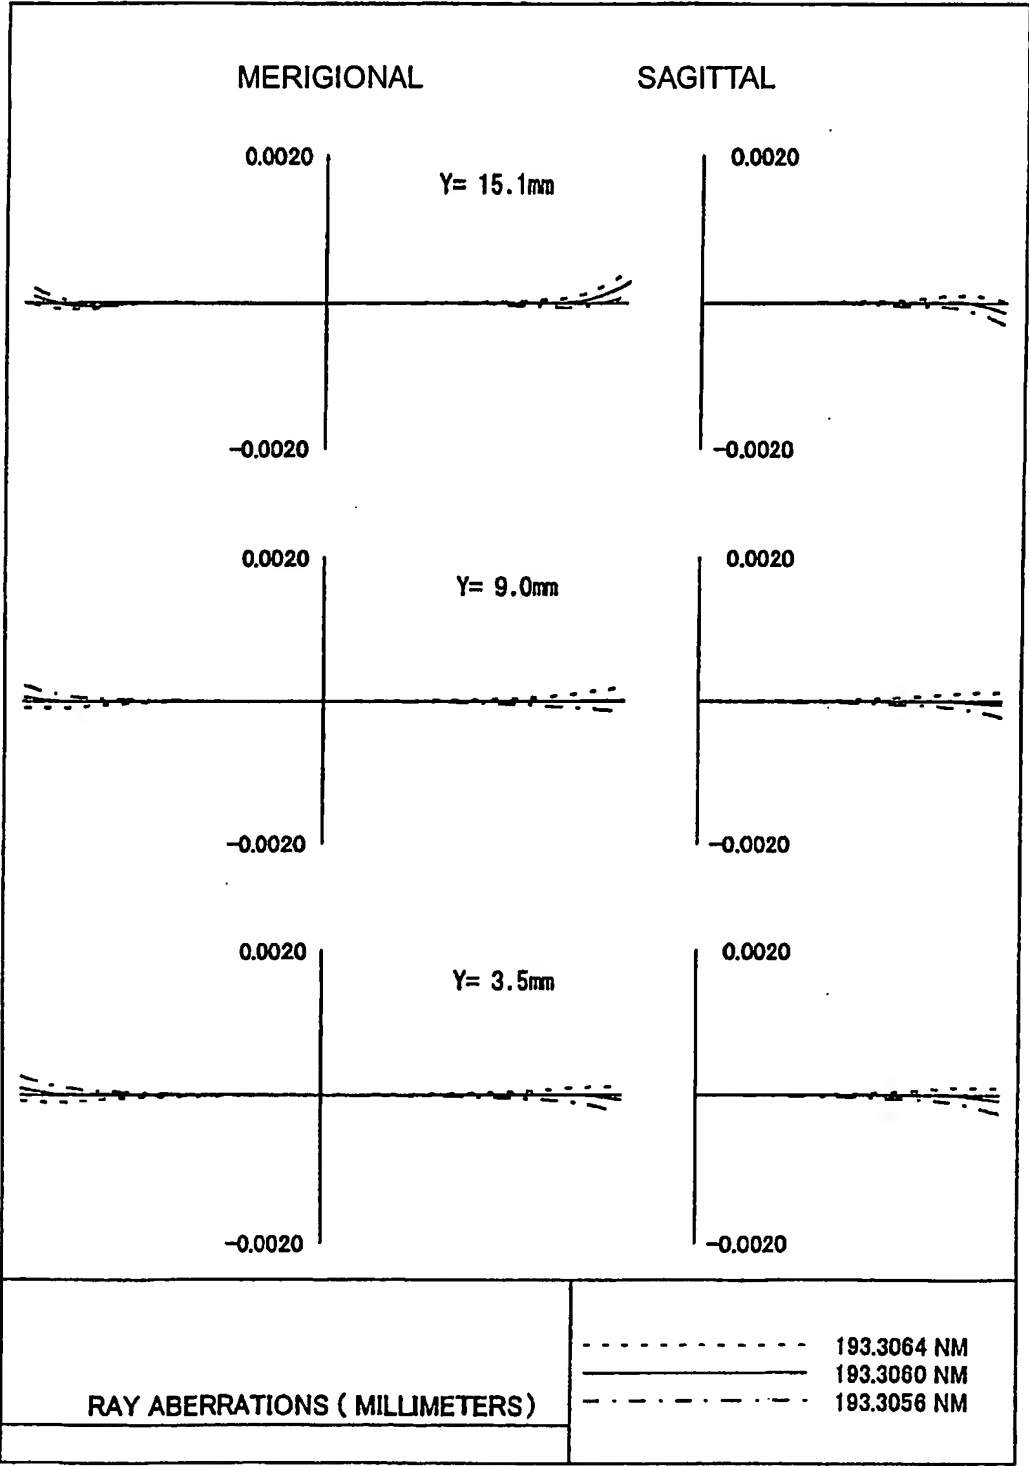 MERIGIONAL SAGITTAL
0.0020 0.0020
Y= 15.1mm
-0.0020 -0.0020
0.0020 0.0020
Y= 9.0mm
-0.0020 -0.0020
0.0020 0.0020
Y= 3.5mm
-0.0020 -0.0020
193.3064 NM
193.3060 NM
RAY ABERRATIONS ( MILLIMETERS) 193.3056 NM